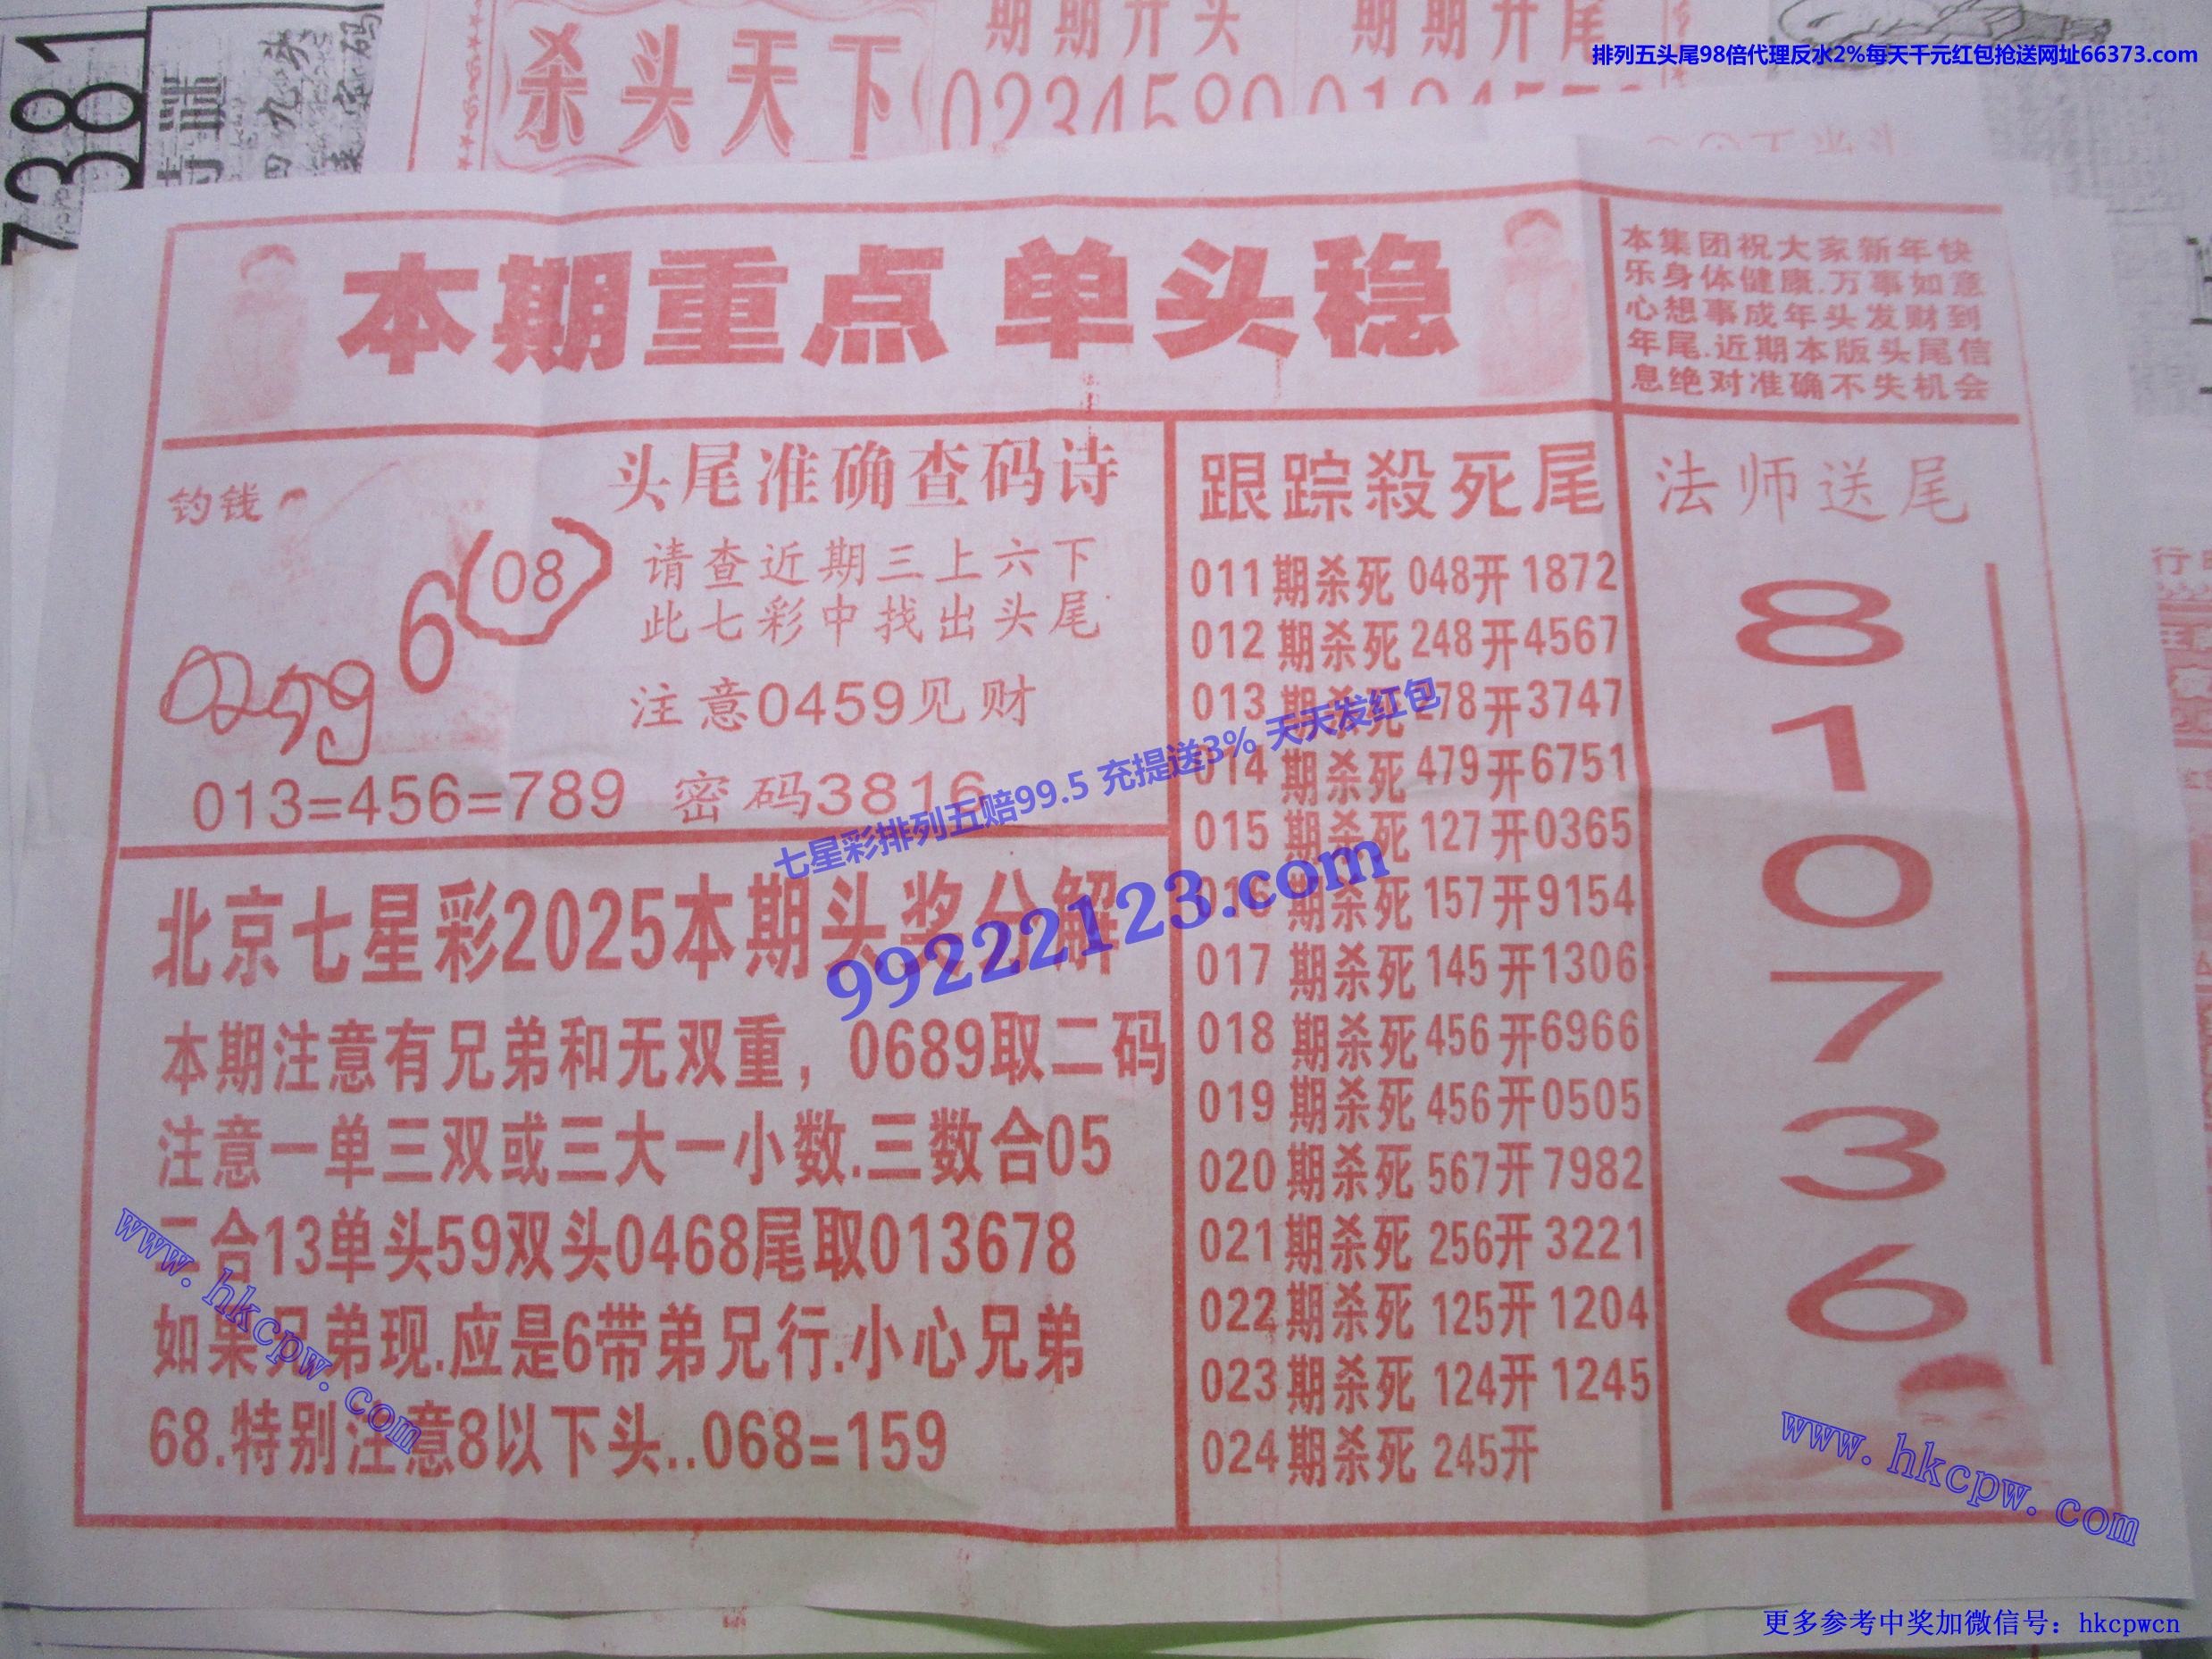 排列五头尾98倍代理反水2%每天千元红包抢送网址66373.com
7381
杀头天下
期期开头
期期开尾
本期重点 单头稳
本集团祝大家新年快
乐身体健康.万事如意
心想事成年头发财到
年尾.近期本版头尾信
息绝对准确不失机会
钓钱
6(08)
0459
头尾准确查码诗
请查近期三上六下
此七彩中找出头尾
注意0459见财
013=456=789 密码3816
北京七星彩2025本期头奖分解
本期注意有兄弟和无双重，0689取二码
注意一单三双或三大一小数.三数合05
二合13单头59双头0468尾取013678
如果兄弟现.应是6带弟兄行.小心兄弟
68.特别注意8以下头..068=159
跟踪殺死尾
011期杀死 048开1872
012期杀死 248开4567
013期杀死 278开3747
014期杀死 479开6751
015期杀死 127开0365
016期杀死 157开9154
017期杀死 145开1306
018期杀死 456开6966
019期杀死 456开0505
020期杀死 567开7982
021期杀死 256开3221
022期杀死 125开1204
023期杀死 124开1245
024期杀死 245开
法师送尾
8
1
0
7
3
6
七星彩排列五赔99.5 充提送3% 天天发红包
99222123.com
www.hkcpw.com
www.hkcpw.com
更多参考中奖加微信号：hkcpwcn